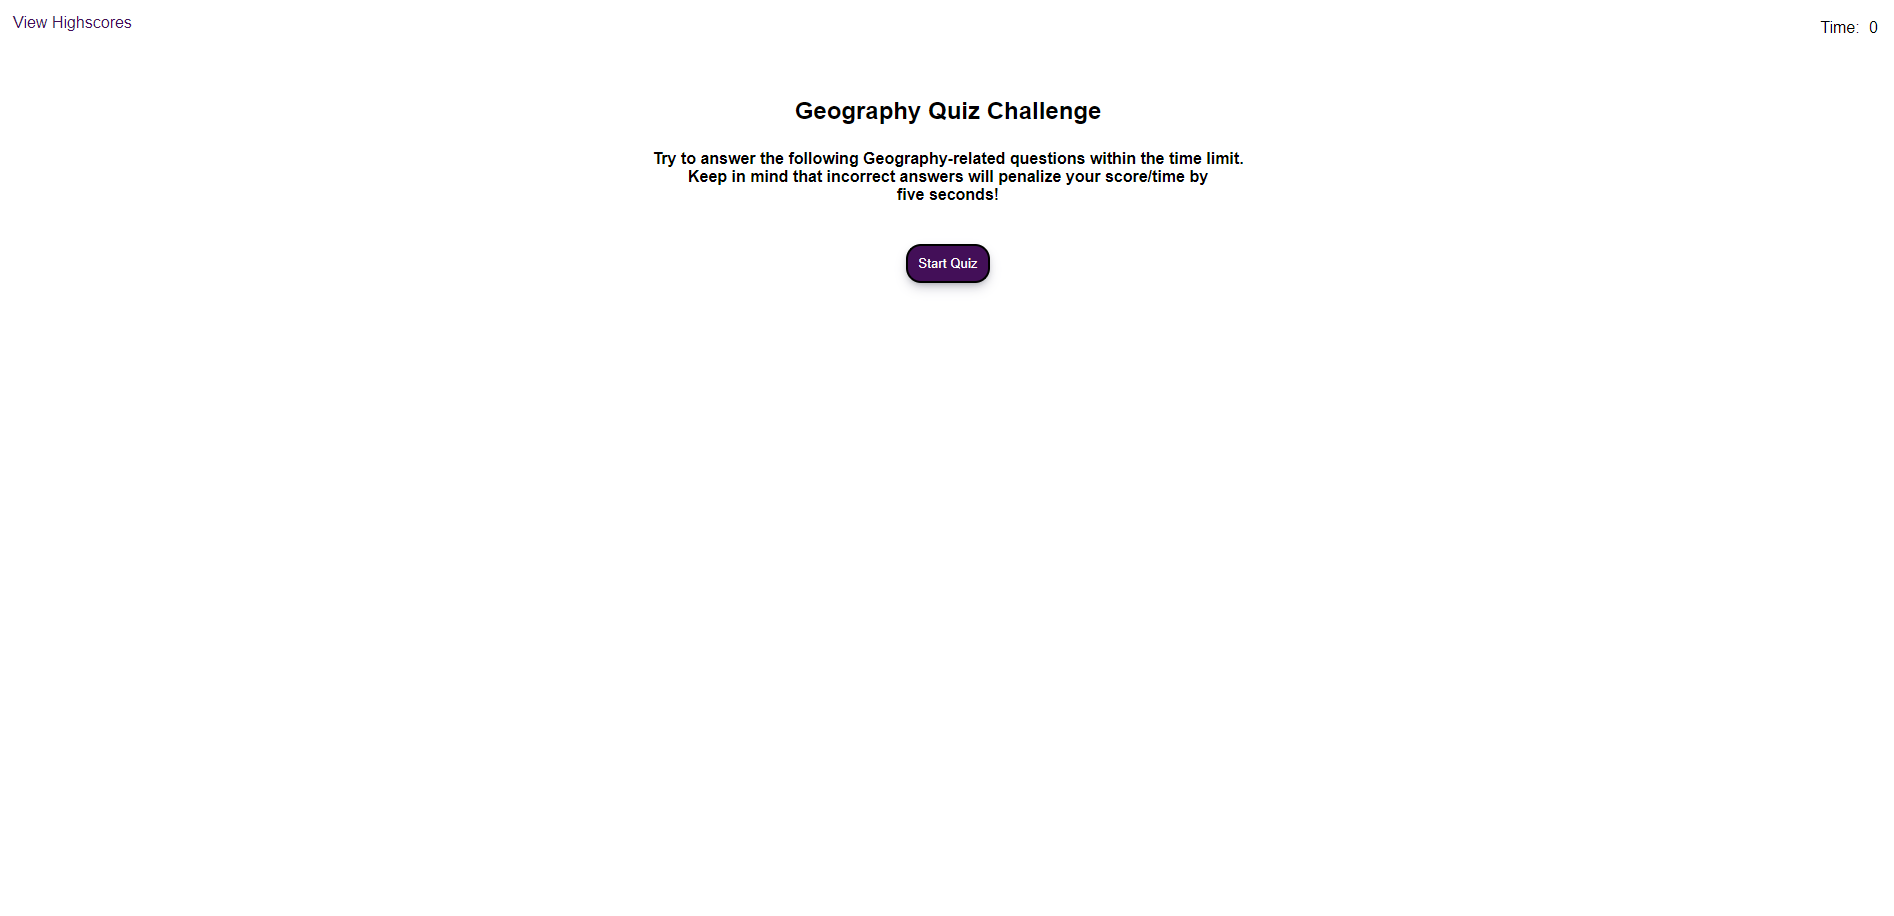 View Highscores
Time: 0
Geography Quiz Challenge
Try to answer the following Geography-related questions within the time limit.
Keep in mind that incorrect answers will penalize your score/time by
five seconds!
Start Quiz